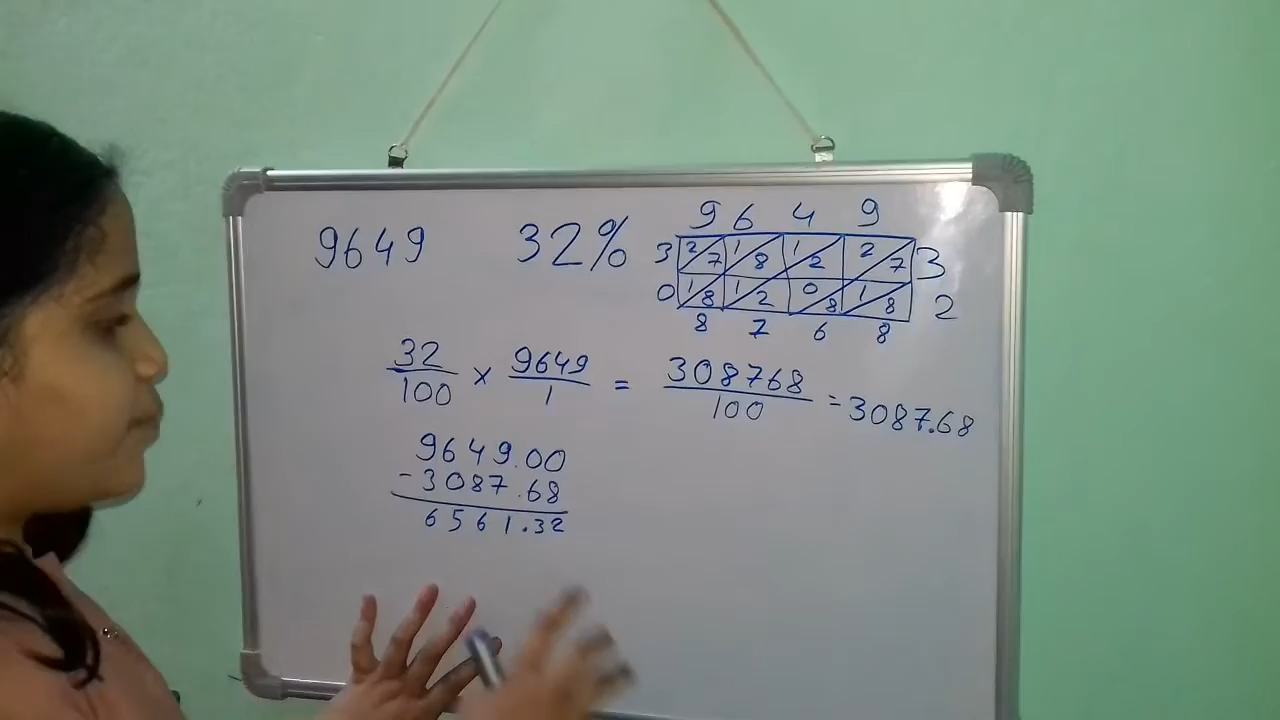 9649 32%
9 6 4 9
3 2/7 1/8 1/2 2/7 3
0 1/8 1/2 0/8 1/8 2
8 7 6 8
32/100 × 9649/1 = 308768/100 = 3087.68
9649.00
-3087.68
6561.32